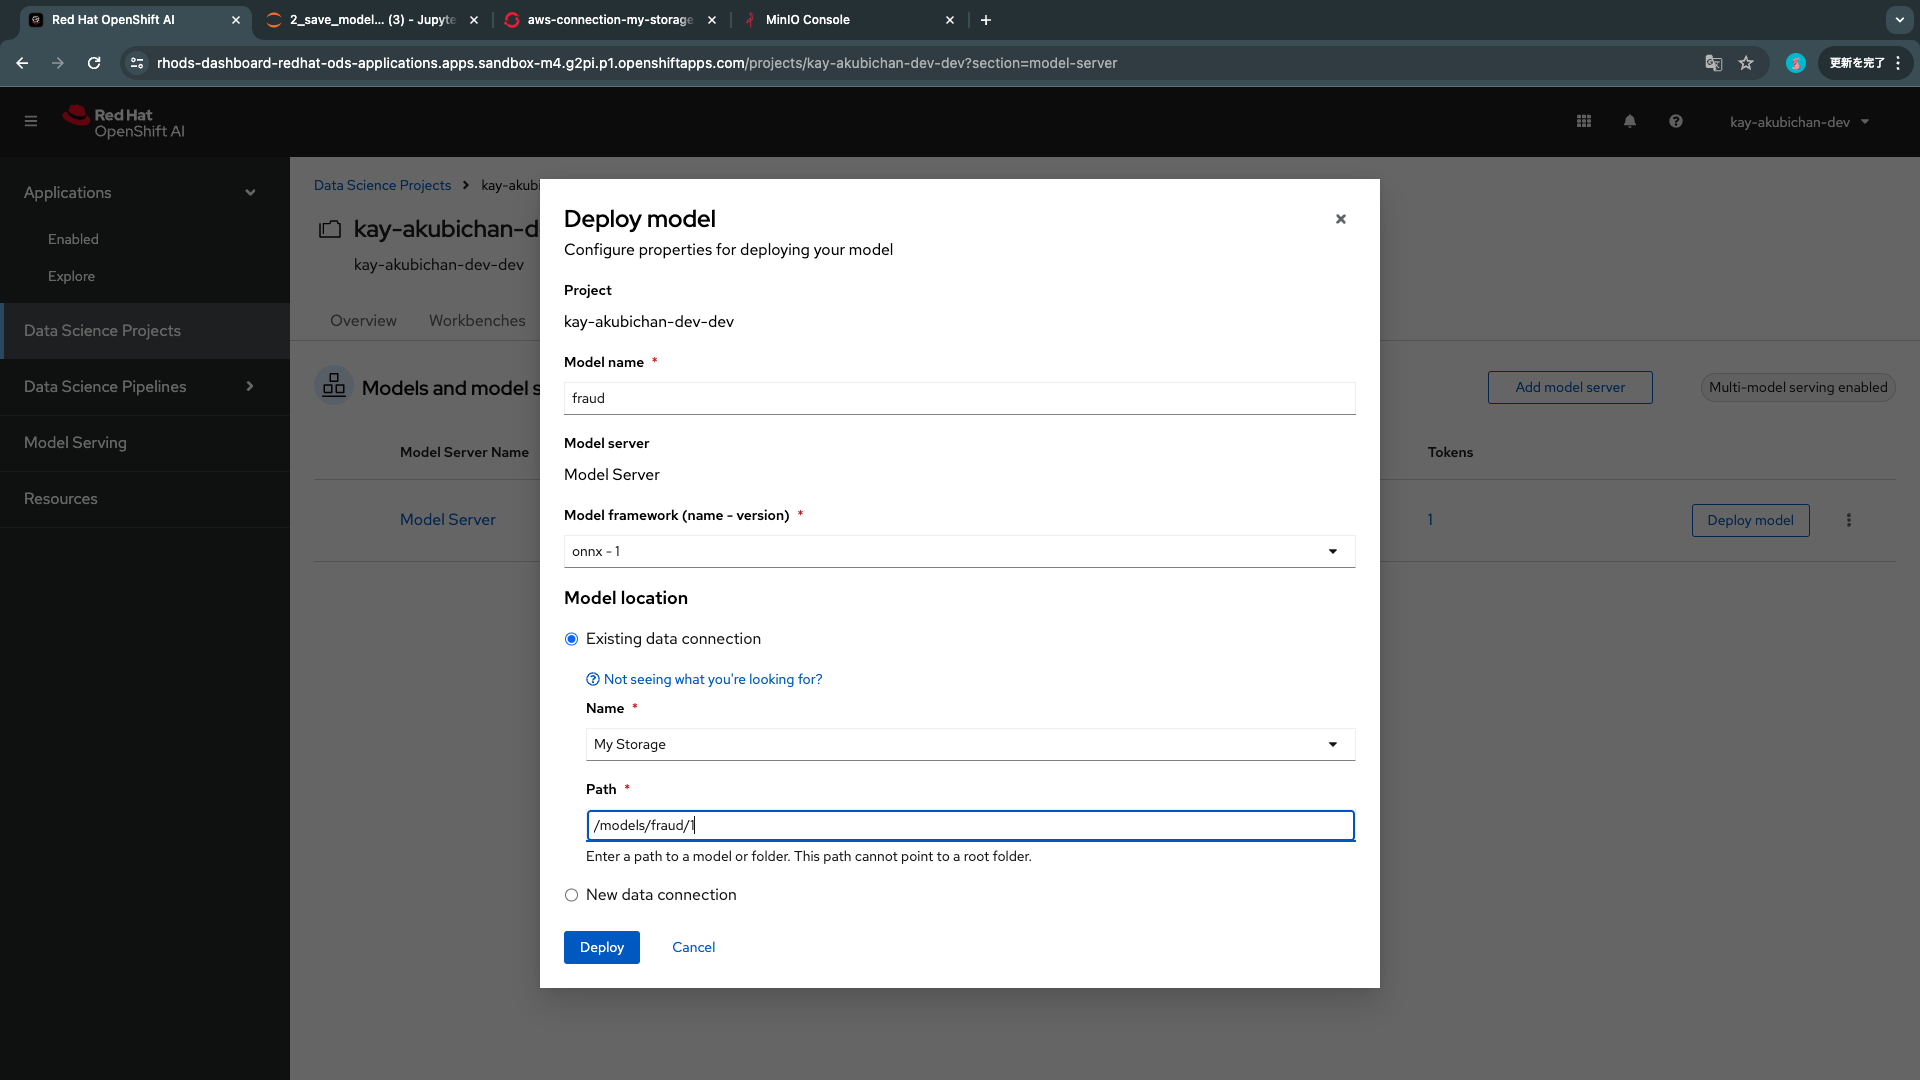 Red Hat OpenShift AI
2_save_model... (3) - Jupyte
aws-connection-my-storage
MinIO Console
rhods-dashboard-redhat-ods-applications.apps.sandbox-m4.g2pi.p1.openshiftapps.com/projects/kay-akubichan-dev-dev?section=model-server
更新を完了
Red Hat
OpenShift AI
kay-akubichan-dev
Applications
Enabled
Explore
Data Science Projects
Data Science Pipelines
Model Serving
Resources
Data Science Projects > kay-akubi
kay-akubichan-d
kay-akubichan-dev-dev
Overview Workbenches
Models and model s
Add model server
Multi-model serving enabled
Model Server Name
Tokens
Model Server
1
Deploy model
Deploy model
Configure properties for deploying your model
Project
kay-akubichan-dev-dev
Model name *
fraud
Model server
Model Server
Model framework (name - version) *
onnx - 1
Model location
Existing data connection
Not seeing what you're looking for?
Name *
My Storage
Path *
/models/fraud/1
Enter a path to a model or folder. This path cannot point to a root folder.
New data connection
Deploy Cancel